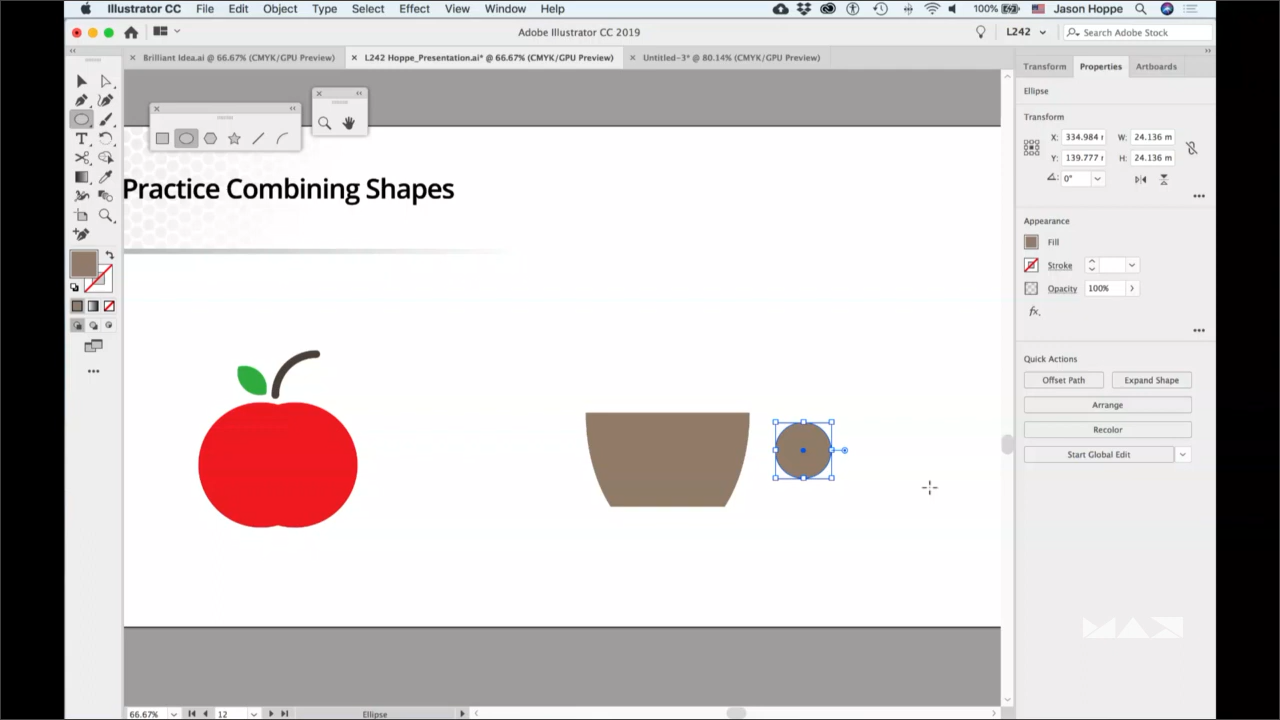 Illustrator CC File Edit Object Type Select Effect View Window Help 100% Jason Hoppe
Adobe Illustrator CC 2019 L242 Search Adobe Stock
Brilliant Idea.ai @ 66.67% (CMYK/GPU Preview) L242 Hoppe_Presentation.ai* @ 66.67% (CMYK/GPU Preview) Untitled-3* @ 80.14% (CMYK/GPU Preview)
Transform Properties Artboards
Ellipse
Transform
X: 334.984 r W: 24.136 m
Y: 139.777 r H: 24.136 m
0°
Practice Combining Shapes
Appearance
Fill
Stroke
Opacity 100%
fx.
Quick Actions
Offset Path Expand Shape
Arrange
Recolor
Start Global Edit
MAX
66.67% 12 Ellipse